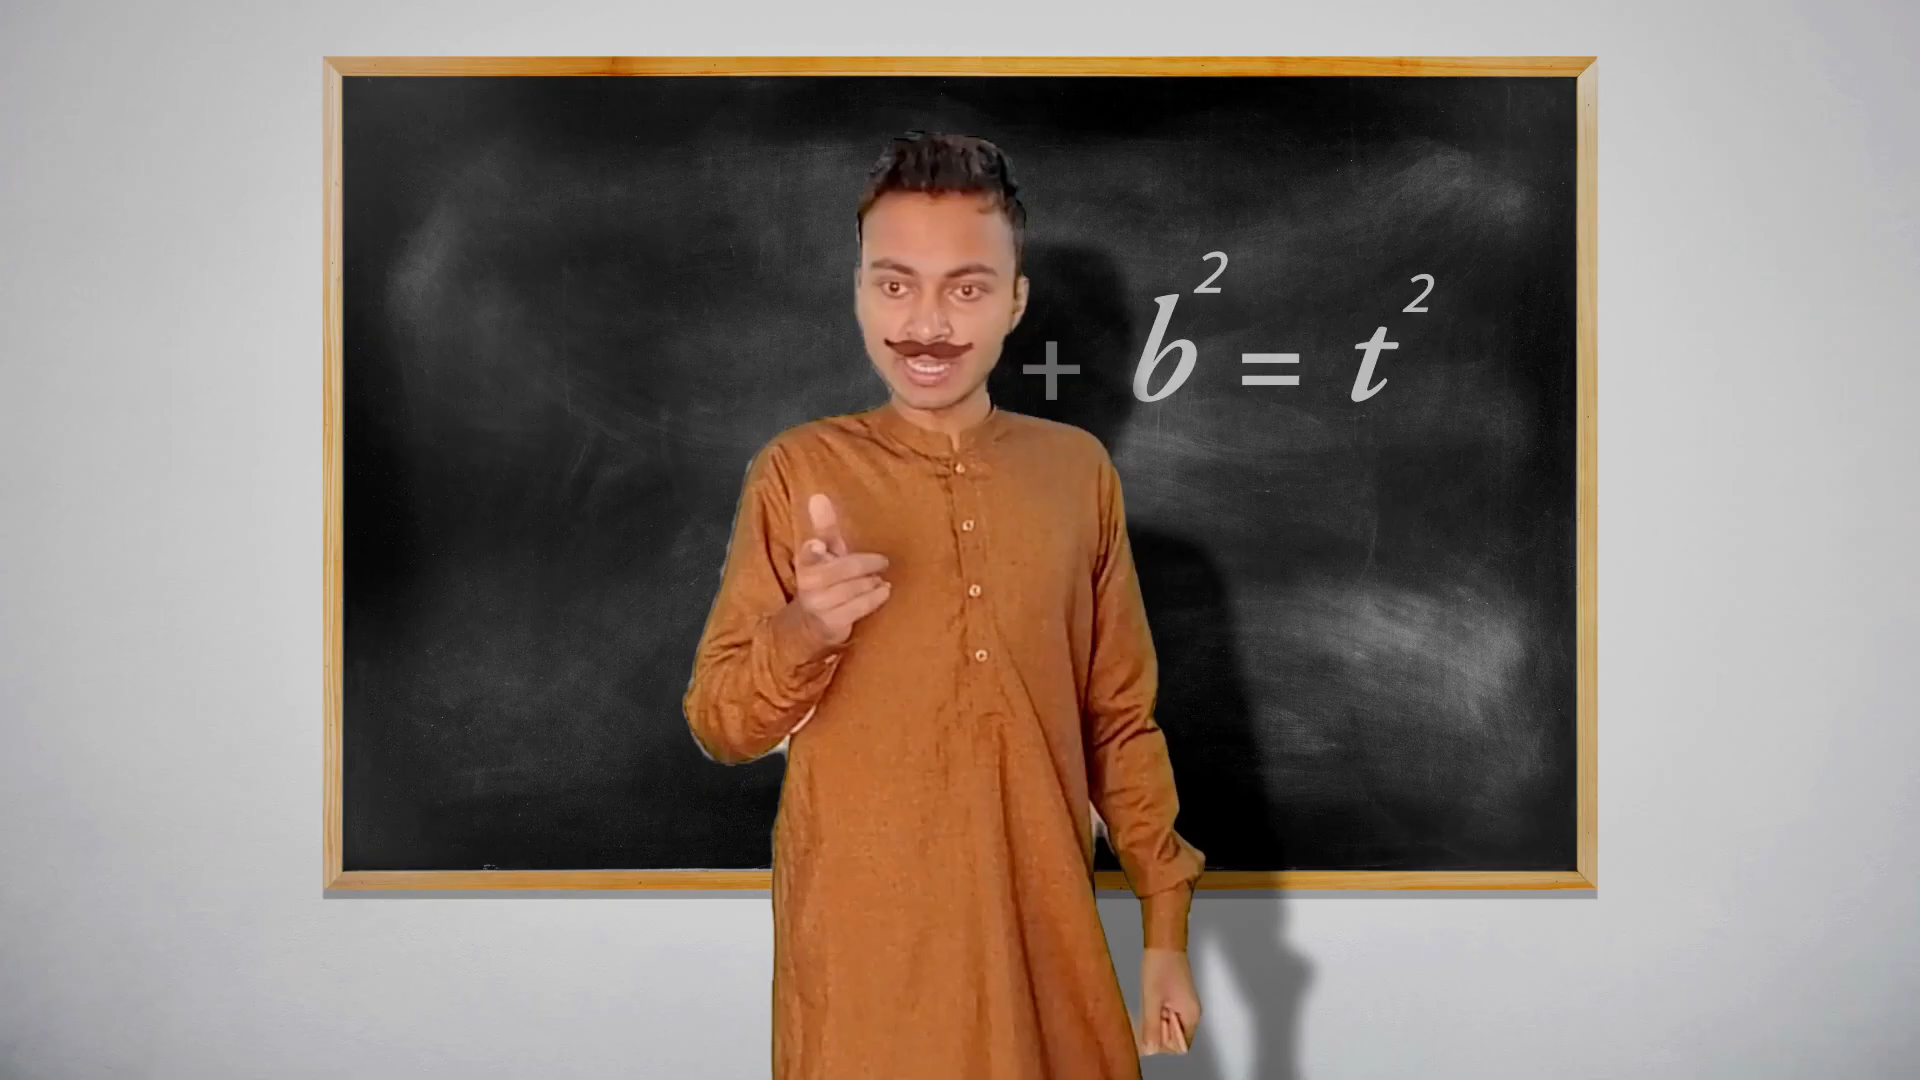 + b² = t²